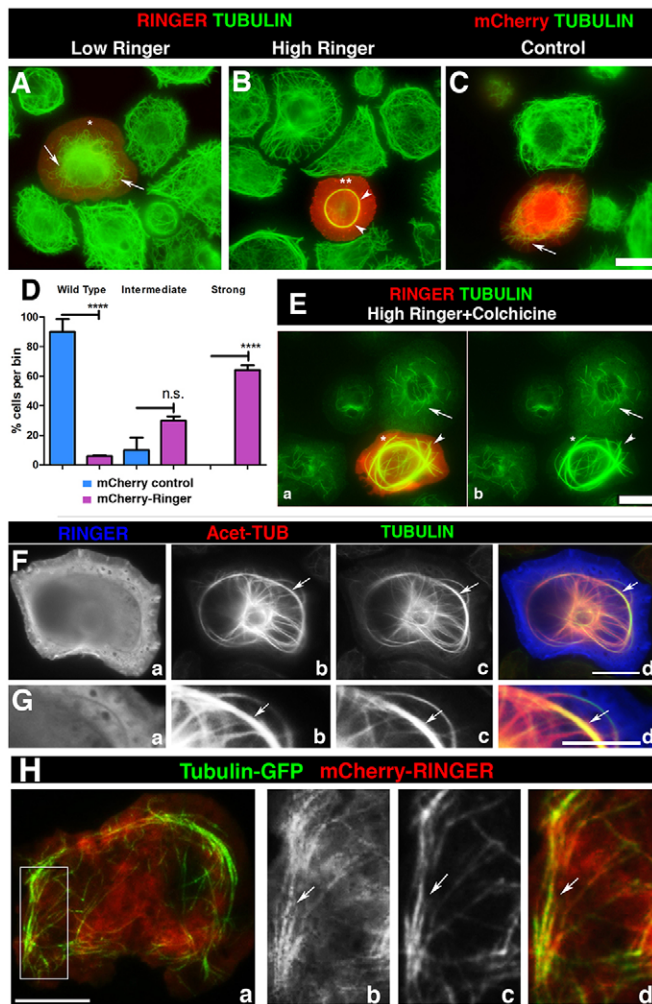 RINGER TUBULIN
mCherry TUBULIN
Low Ringer
High Ringer
Control
A
*
B
**
C
D
Wild Type
Intermediate
Strong
****
n.s.
****
% cells per bin
100
80
60
40
20
0
mCherry control
mCherry-Ringer
E
RINGER TUBULIN
High Ringer+Colchicine
*
a
*
b
RINGER
Acet-TUB
TUBULIN
F
a
b
c
d
G
a
b
c
d
H
Tubulin-GFP mCherry-RINGER
a
b
c
d